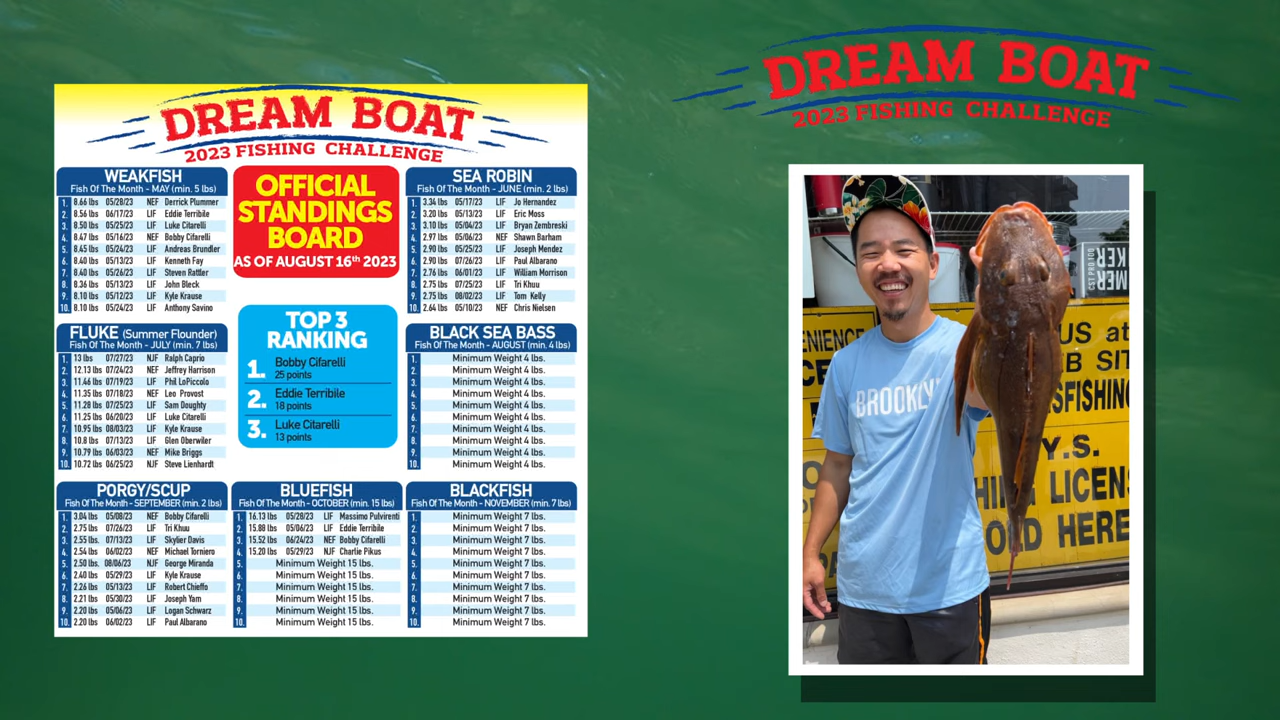 DREAM BOAT
2023 FISHING CHALLENGE
WEAKFISH
Fish Of The Month - MAY (min. 5 lbs)
1. 8.66 lbs 05/28/23 NEF Derrick Plummer
2. 8.56 lbs 06/17/23 LIF Eddie Terribile
3. 8.50 lbs 05/25/23 LIF Luke Citarelli
4. 8.47 lbs 05/16/23 NEF Bobby Cifarelli
5. 8.45 lbs 05/24/23 LIF Andreas Brundler
6. 8.40 lbs 05/13/23 LIF Kenneth Fay
7. 8.40 lbs 05/26/23 LIF Steven Rattler
8. 8.36 lbs 05/13/23 LIF John Bleck
9. 8.10 lbs 05/12/23 LIF Kyle Krause
10. 8.10 lbs 05/24/23 LIF Anthony Savino
OFFICIAL
STANDINGS
BOARD
AS OF AUGUST 16th 2023
SEA ROBIN
Fish Of The Month - JUNE (min. 2 lbs)
1. 3.34 lbs 05/17/23 LIF Jo Hernandez
2. 3.20 lbs 05/13/23 LIF Eric Moss
3. 3.10 lbs 05/04/23 LIF Bryan Zembreski
4. 2.97 lbs 05/06/23 NEF Shawn Barham
5. 2.90 lbs 05/25/23 LIF Joseph Mendez
6. 2.90 lbs 07/26/23 LIF Paul Albarano
7. 2.76 lbs 06/01/23 LIF William Morrison
8. 2.75 lbs 07/25/23 LIF Tri Khuu
9. 2.75 lbs 08/02/23 LIF Tom Kelly
10. 2.64 lbs 05/10/23 NEF Chris Nielsen
FLUKE (Summer Flounder)
Fish Of The Month - JULY (min. 7 lbs)
1. 13 lbs 07/27/23 NJF Ralph Caprio
2. 12.13 lbs 07/24/23 NEF Jeffrey Harrison
3. 11.46 lbs 07/19/23 LIF Phil LoPiccolo
4. 11.35 lbs 07/18/23 NEF Leo Provost
5. 11.28 lbs 07/25/23 LIF Sam Doughty
6. 11.25 lbs 06/20/23 LIF Luke Citarelli
7. 10.95 lbs 08/03/23 LIF Kyle Krause
8. 10.8 lbs 07/13/23 LIF Glen Oberwiler
9. 10.79 lbs 06/03/23 NEF Mike Briggs
10. 10.72 lbs 06/25/23 NJF Steve Lienhardt
TOP 3
RANKING
1. Bobby Cifarelli
25 points
2. Eddie Terribile
18 points
3. Luke Citarelli
13 points
BLACK SEA BASS
Fish Of The Month - AUGUST (min. 4 lbs)
1. Minimum Weight 4 lbs.
2. Minimum Weight 4 lbs.
3. Minimum Weight 4 lbs.
4. Minimum Weight 4 lbs.
5. Minimum Weight 4 lbs.
6. Minimum Weight 4 lbs.
7. Minimum Weight 4 lbs.
8. Minimum Weight 4 lbs.
9. Minimum Weight 4 lbs.
10. Minimum Weight 4 lbs.
PORGY/SCUP
Fish Of The Month - SEPTEMBER (min. 2 lbs)
1. 3.04 lbs 05/08/23 NEF Bobby Cifarelli
2. 2.75 lbs 07/26/23 LIF Tri Khuu
3. 2.55 lbs. 07/13/23 LIF Skylier Davis
4. 2.54 lbs 06/02/23 NEF Michael Torniero
5. 2.50 lbs. 08/06/23 NJF George Miranda
6. 2.40 lbs 05/29/23 LIF Kyle Krause
7. 2.26 lbs 05/13/23 LIF Robert Chieffo
8. 2.21 lbs 05/30/23 LIF Joseph Yam
9. 2.20 lbs 05/06/23 LIF Logan Schwarz
10. 2.20 lbs 06/02/23 LIF Paul Albarano
BLUEFISH
Fish Of The Month - OCTOBER (min. 15 lbs)
1. 16.13 lbs 05/28/23 LIF Massimo Pulvirenti
2. 15.88 lbs 05/06/23 LIF Eddie Terribile
3. 15.52 lbs 06/24/23 NEF Bobby Cifarelli
4. 15.20 lbs 05/29/23 NJF Charlie Pikus
5. Minimum Weight 15 lbs.
6. Minimum Weight 15 lbs.
7. Minimum Weight 15 lbs.
8. Minimum Weight 15 lbs.
9. Minimum Weight 15 lbs.
10. Minimum Weight 15 lbs.
BLACKFISH
Fish Of The Month - NOVEMBER (min. 7 lbs)
1. Minimum Weight 7 lbs.
2. Minimum Weight 7 lbs.
3. Minimum Weight 7 lbs.
4. Minimum Weight 7 lbs.
5. Minimum Weight 7 lbs.
6. Minimum Weight 7 lbs.
7. Minimum Weight 7 lbs.
8. Minimum Weight 7 lbs.
9. Minimum Weight 7 lbs.
10. Minimum Weight 7 lbs.
DREAM BOAT
2023 FISHING CHALLENGE
BROOKLY
ENIENCE
US at
B SIT
SFISHING
Y.S.
LICEN
OLD HERE